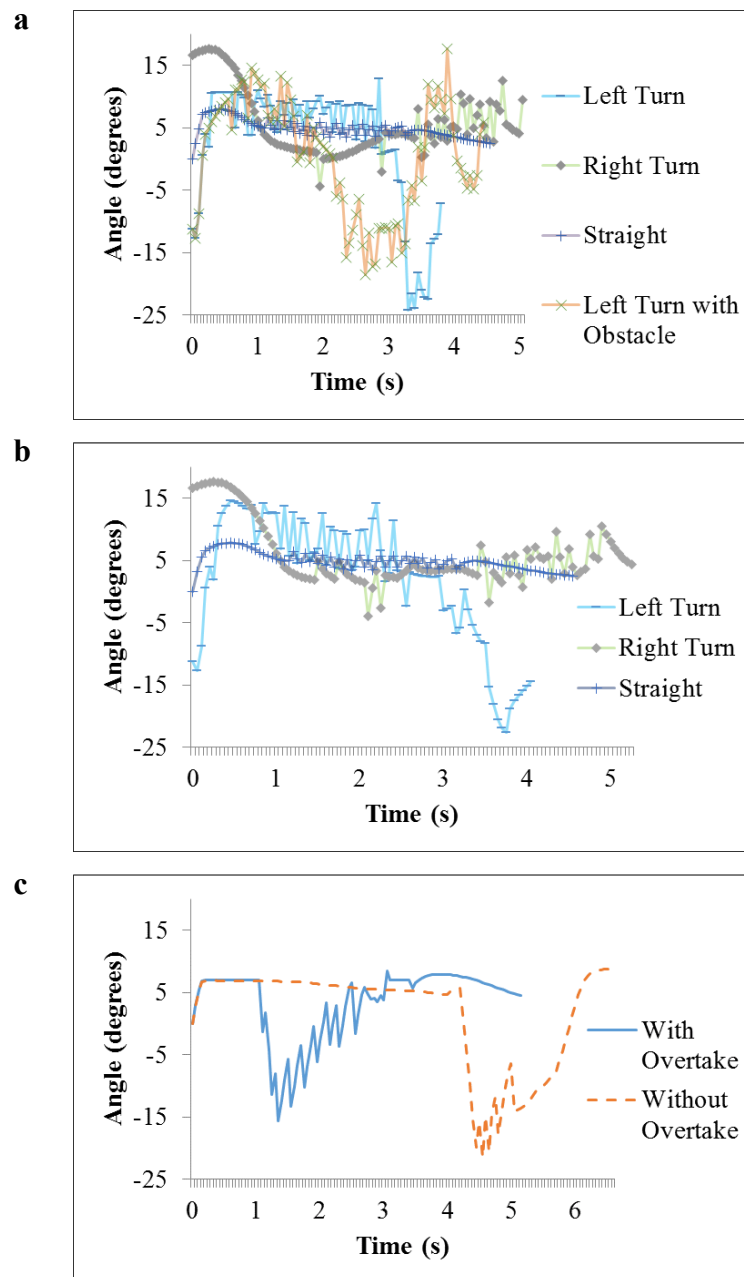 a
15
5
-5
-15
-25
Angle (degrees)
0 1 2 3 4 5
Time (s)
Left Turn
Right Turn
Straight
Left Turn with
Obstacle
b
15
5
-5
-15
-25
Angle (degrees)
0 1 2 3 4 5
Time (s)
Left Turn
Right Turn
Straight
c
15
5
-5
-15
-25
Angle (degrees)
0 1 2 3 4 5 6
Time (s)
With
Overtake
Without
Overtake